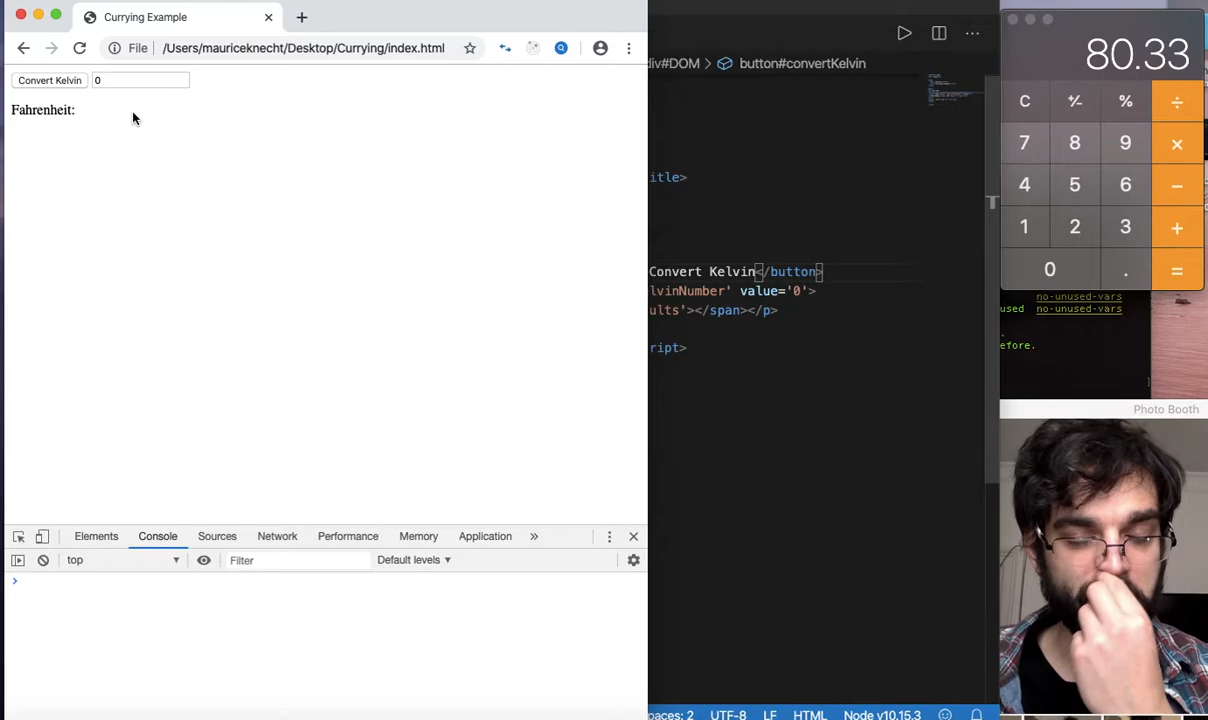 Currying Example
File /Users/mauriceknecht/Desktop/Currying/index.html
Convert Kelvin 0
Fahrenheit:
Elements Console Sources Network Performance Memory Application »
top Filter Default levels
>
div#DOM > button#convertKelvin
itle>
Convert Kelvin</button>
lvinNumber' value='0'>
ults'></span></p>
ript>
paces: 2 UTF-8 LF HTML Node v10.15.3
80.33
C +/- % ÷
7 8 9 ×
4 5 6 −
1 2 3 +
0 . =
no-unused-vars
used no-unused-vars
efore.
Photo Booth